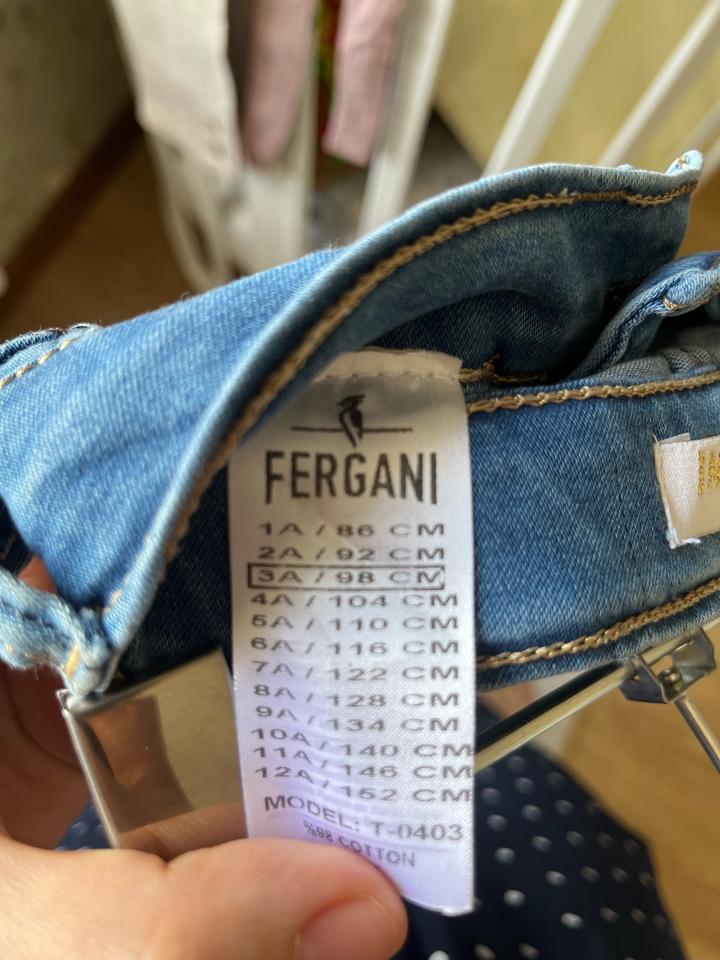 FERGANI
1A / 86 CM
2A / 92 CM
3A / 98 CM
4A / 104 CM
5A / 110 CM
6A / 116 CM
7A / 122 CM
8A / 128 CM
9A / 134 CM
10A / 140 CM
11A / 146 CM
12A / 152 CM
MODEL: T-0403
%98 COTTON